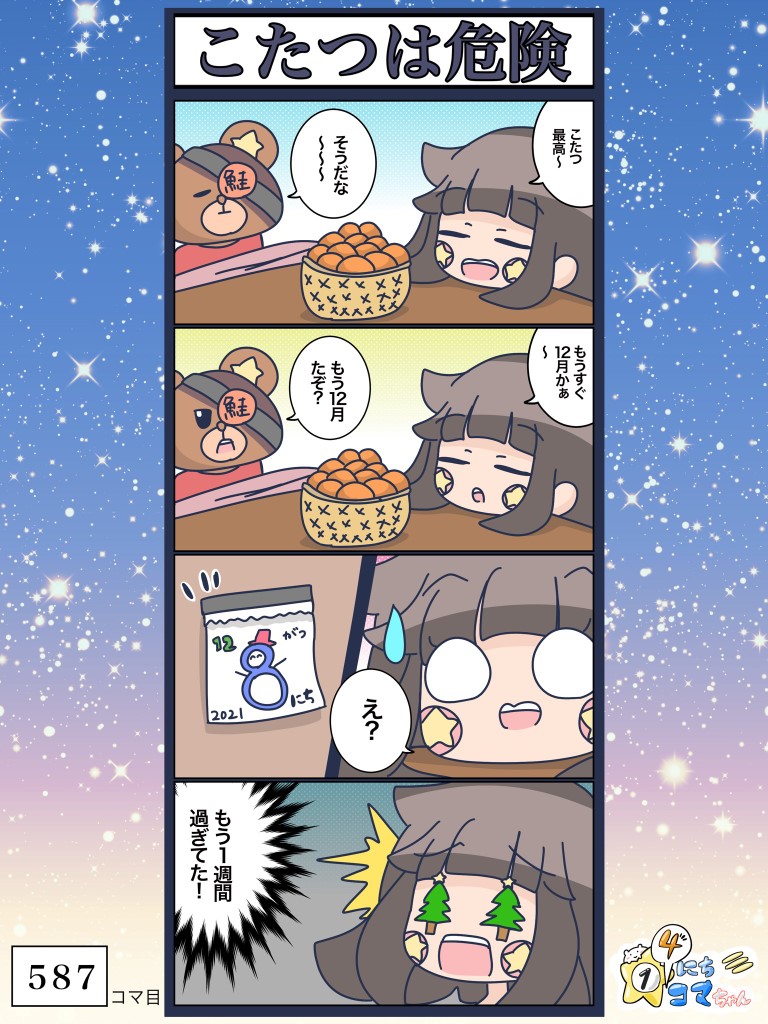 こたつは危険
こたつ
最高〜
そうだな
〜〜〜
鮭
もうすぐ
12月かぁ
〜
もう12月
たぞ?
鮭
12
がつ
8
にち
2021
え?
もう1週間
過ぎてた!
587
コマ目
1
4
にち
コマちゃん